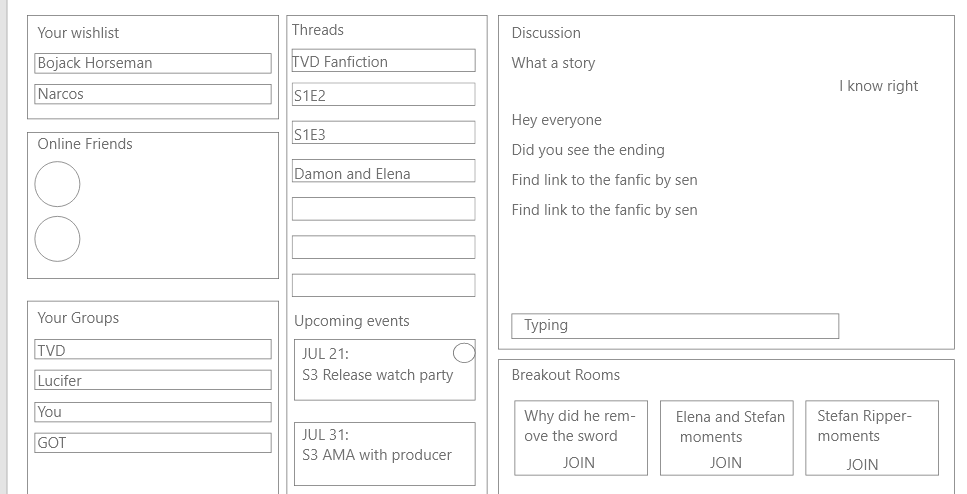 Your wishlist
Bojack Horseman
Narcos
Online Friends
Your Groups
TVD
Lucifer
You
GOT
Threads
TVD Fanfiction
S1E2
S1E3
Damon and Elena
Upcoming events
JUL 21:
S3 Release watch party
JUL 31:
S3 AMA with producer
Discussion
What a story
I know right
Hey everyone
Did you see the ending
Find link to the fanfic by sen
Find link to the fanfic by sen
Typing
Breakout Rooms
Why did he rem-
ove the sword
JOIN
Elena and Stefan
moments
JOIN
Stefan Ripper-
moments
JOIN